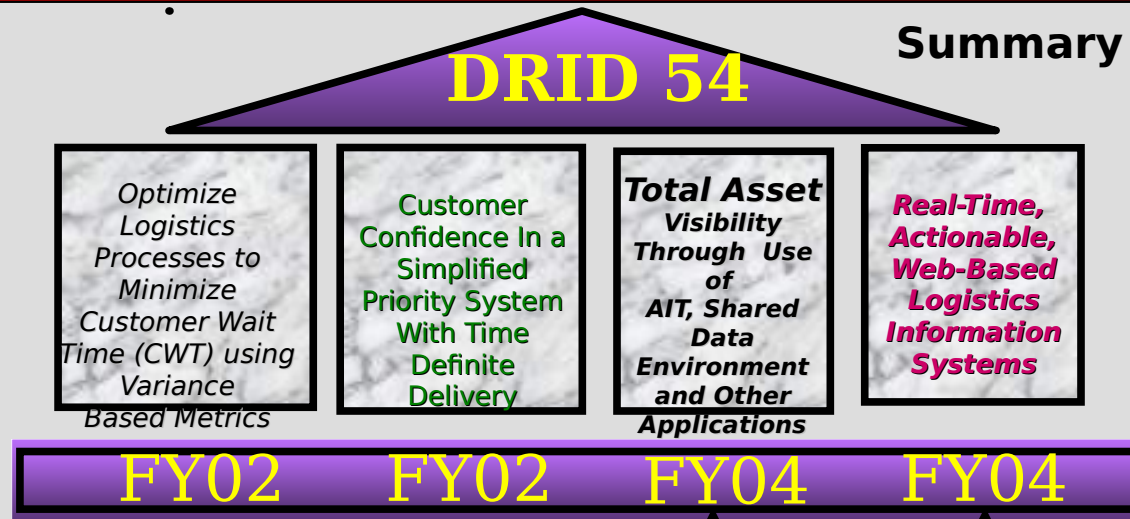 Summary
DRID 54
Optimize
Logistics
Processes to
Minimize
Customer Wait
Time (CWT) using
Variance
Based Metrics
Customer
Confidence In a
Simplified
Priority System
With Time
Definite
Delivery
Total Asset
Visibility
Through Use
of
AIT, Shared
Data
Environment
and Other
Applications
Real-Time,
Actionable,
Web-Based
Logistics
Information
Systems
FY02 FY02 FY04 FY04